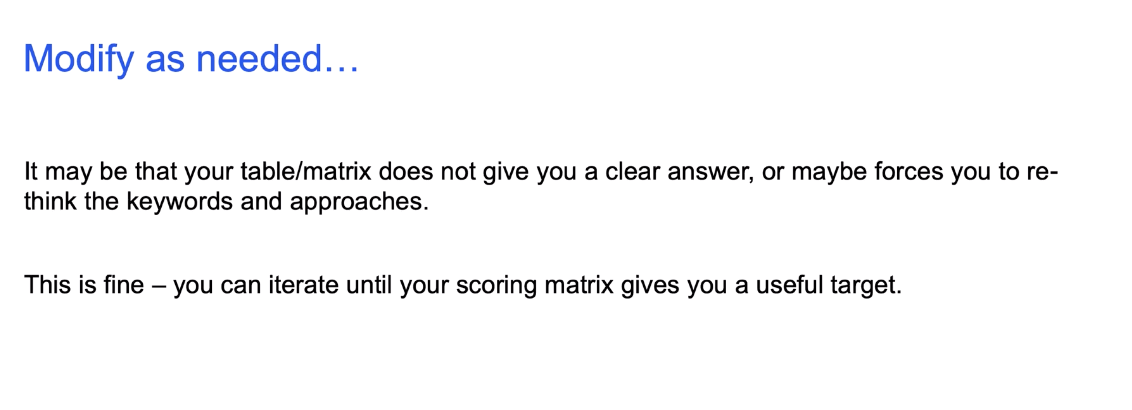 Modify as needed…
It may be that your table/matrix does not give you a clear answer, or maybe forces you to re-
think the keywords and approaches.
This is fine – you can iterate until your scoring matrix gives you a useful target.